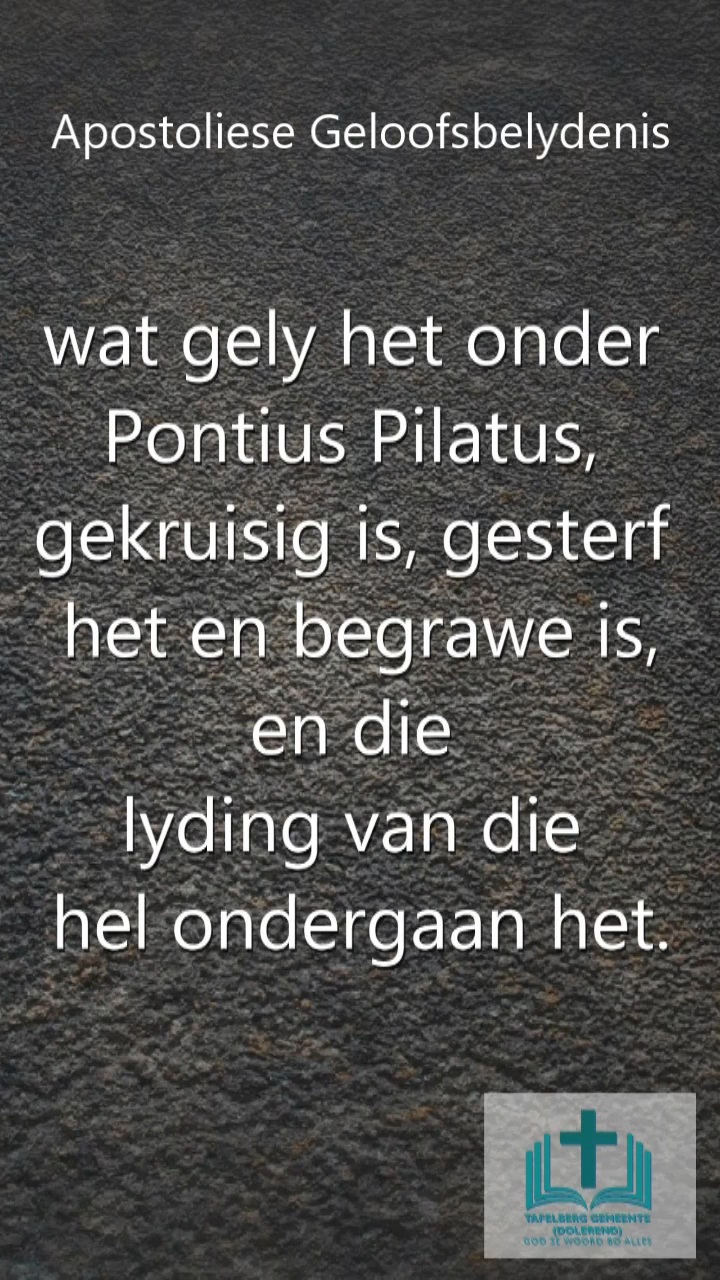 Apostoliese Geloofsbelydenis
wat gely het onder
Pontius Pilatus,
gekruisig is, gesterf
het en begrawe is,
en die
lyding van die
hel ondergaan het.
TAFELBERG GEMEENTE
(DOLEREND)
GOD SE WOORD BO ALLES